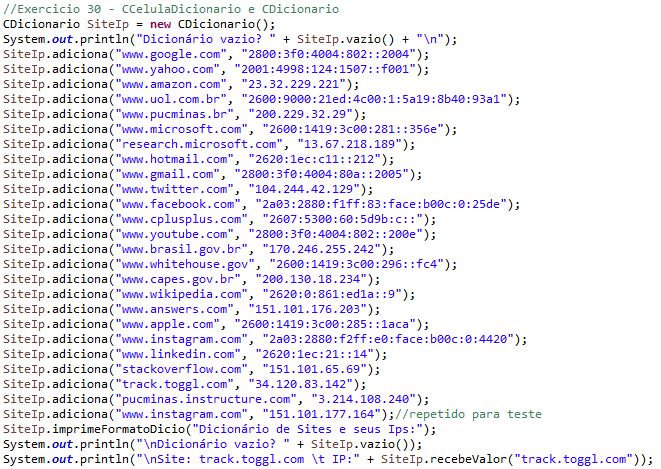 //Exercicio 30 - CCelulaDicionario e CDicionario
CDicionario SiteIp = new CDicionario();
System.out.println("Dicionário vazio? " + SiteIp.vazio() + "\n");
SiteIp.adiciona("www.google.com", "2800:3f0:4004:802::2004");
SiteIp.adiciona("www.yahoo.com", "2001:4998:124:1507::f001");
SiteIp.adiciona("www.amazon.com", "23.32.229.221");
SiteIp.adiciona("www.uol.com.br", "2600:9000:21ed:4c00:1:5a19:8b40:93a1");
SiteIp.adiciona("www.pucminas.br", "200.229.32.29");
SiteIp.adiciona("www.microsoft.com", "2600:1419:3c00:281::356e");
SiteIp.adiciona("research.microsoft.com", "13.67.218.189");
SiteIp.adiciona("www.hotmail.com", "2620:1ec:c11::212");
SiteIp.adiciona("www.gmail.com", "2800:3f0:4004:80a::2005");
SiteIp.adiciona("www.twitter.com", "104.244.42.129");
SiteIp.adiciona("www.facebook.com", "2a03:2880:f1ff:83:face:b00c:0:25de");
SiteIp.adiciona("www.cplusplus.com", "2607:5300:60:5d9b:c::");
SiteIp.adiciona("www.youtube.com", "2800:3f0:4004:802::200e");
SiteIp.adiciona("www.brasil.gov.br", "170.246.255.242");
SiteIp.adiciona("www.whitehouse.gov", "2600:1419:3c00:296::fc4");
SiteIp.adiciona("www.capes.gov.br", "200.130.18.234");
SiteIp.adiciona("www.wikipedia.com", "2620:0:861:ed1a::9");
SiteIp.adiciona("www.answers.com", "151.101.176.203");
SiteIp.adiciona("www.apple.com", "2600:1419:3c00:285::1aca");
SiteIp.adiciona("www.instagram.com", "2a03:2880:f2ff:e0:face:b00c:0:4420");
SiteIp.adiciona("www.linkedin.com", "2620:1ec:21::14");
SiteIp.adiciona("stackoverflow.com", "151.101.65.69");
SiteIp.adiciona("track.toggl.com", "34.120.83.142");
SiteIp.adiciona("pucminas.instructure.com", "3.214.108.240");
SiteIp.adiciona("www.instagram.com", "151.101.177.164");//repetido para teste
SiteIp.imprimeFormatoDicio("Dicionário de Sites e seus Ips:");
System.out.println("\nDicionário vazio? " + SiteIp.vazio());
System.out.println("\nSite: track.toggl.com \t IP:" + SiteIp.recebeValor("track.toggl.com"));